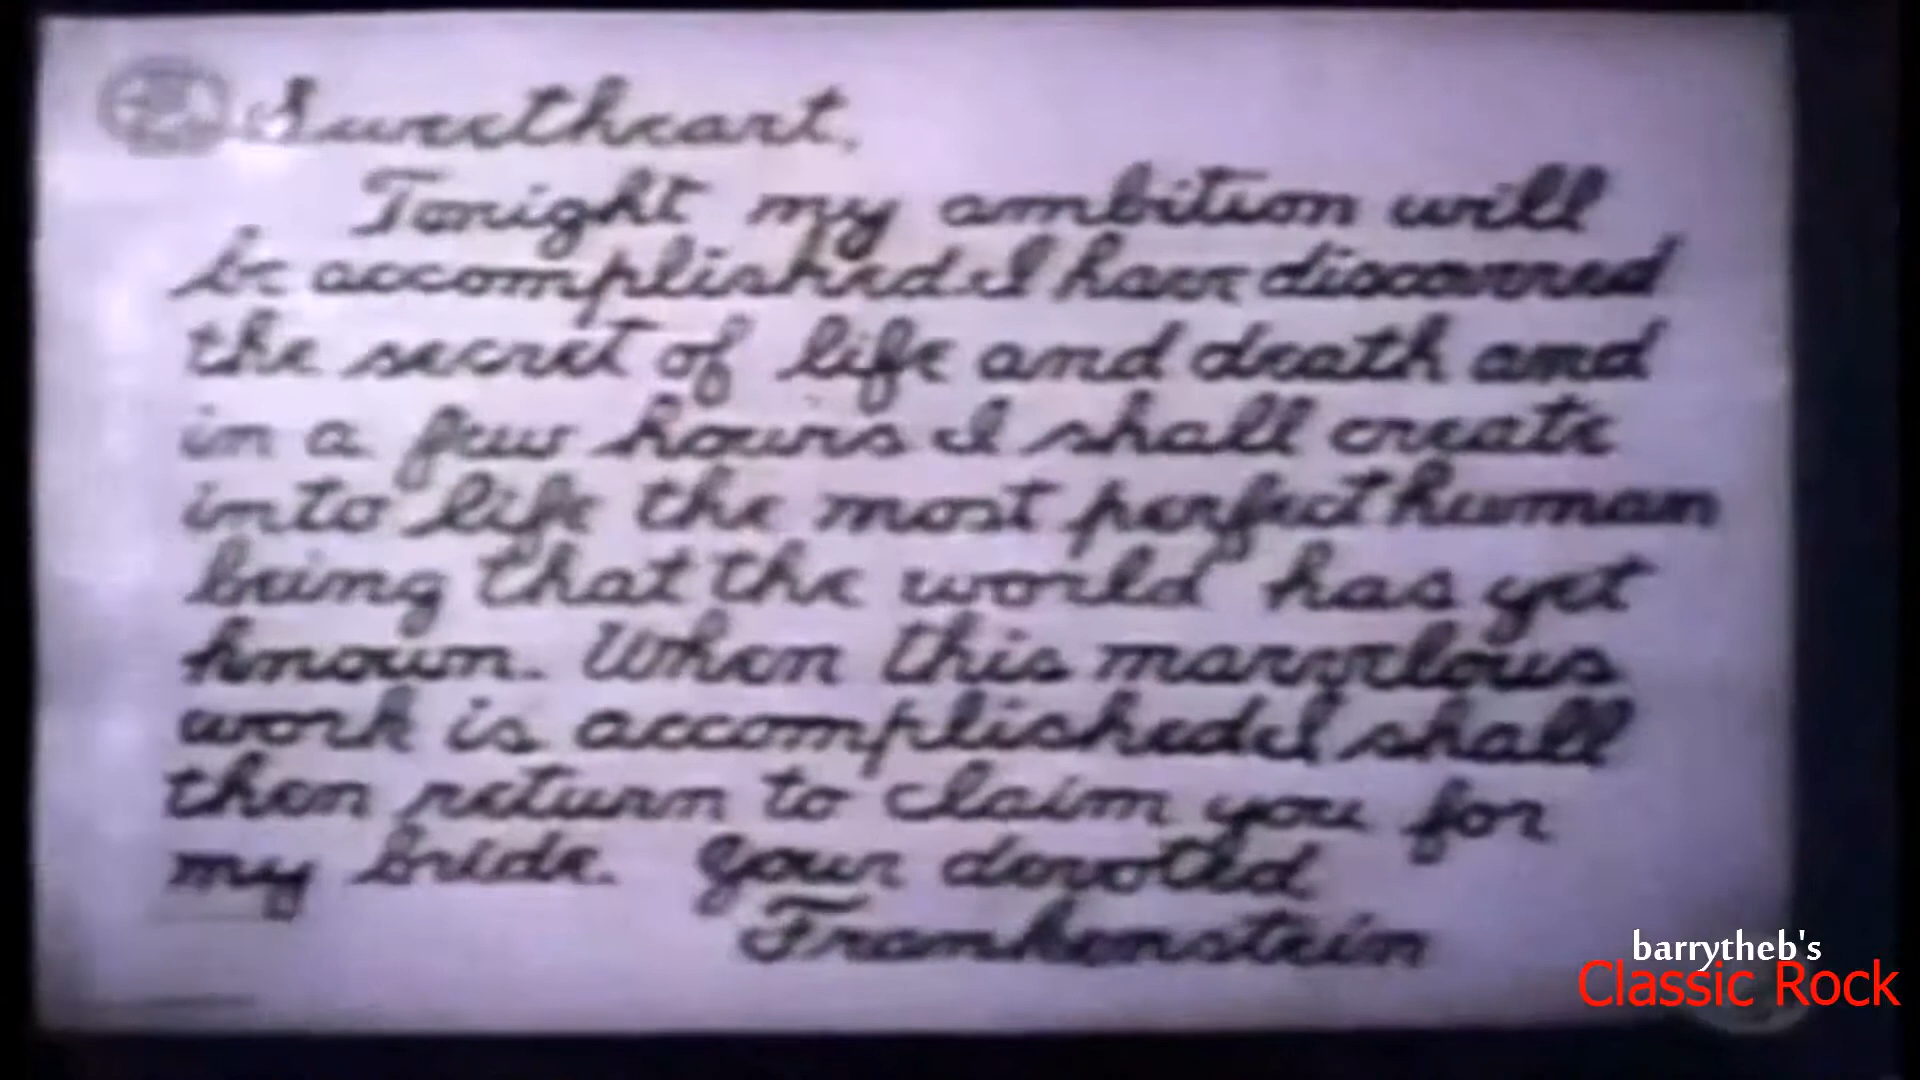 Sweetheart,
Tonight my ambition will
be accomplished. I have discovered
the secret of life and death and
in a few hours I shall create
into life the most perfect human
being that the world has yet
known. When this marvelous
work is accomplished I shall
then return to claim you for
my bride. Your devoted
Frankenstein
barrytheb's
Classic Rock